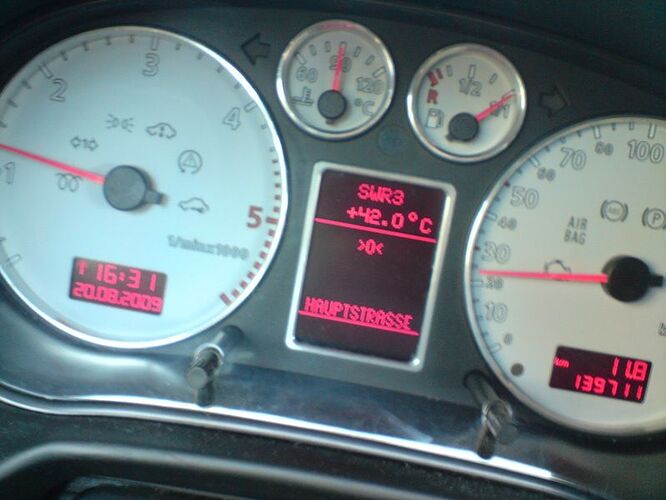 1
2
3
4
5
1/min x 1000
16:31
20.08.2009
60
90
120
°C
R
1/2
1/1
SWR3
+42.0°C
>0<
HAUPTSTRASSE
10
20
30
40
50
60
70
80
100
AIR
BAG
P
km
11.8
139711